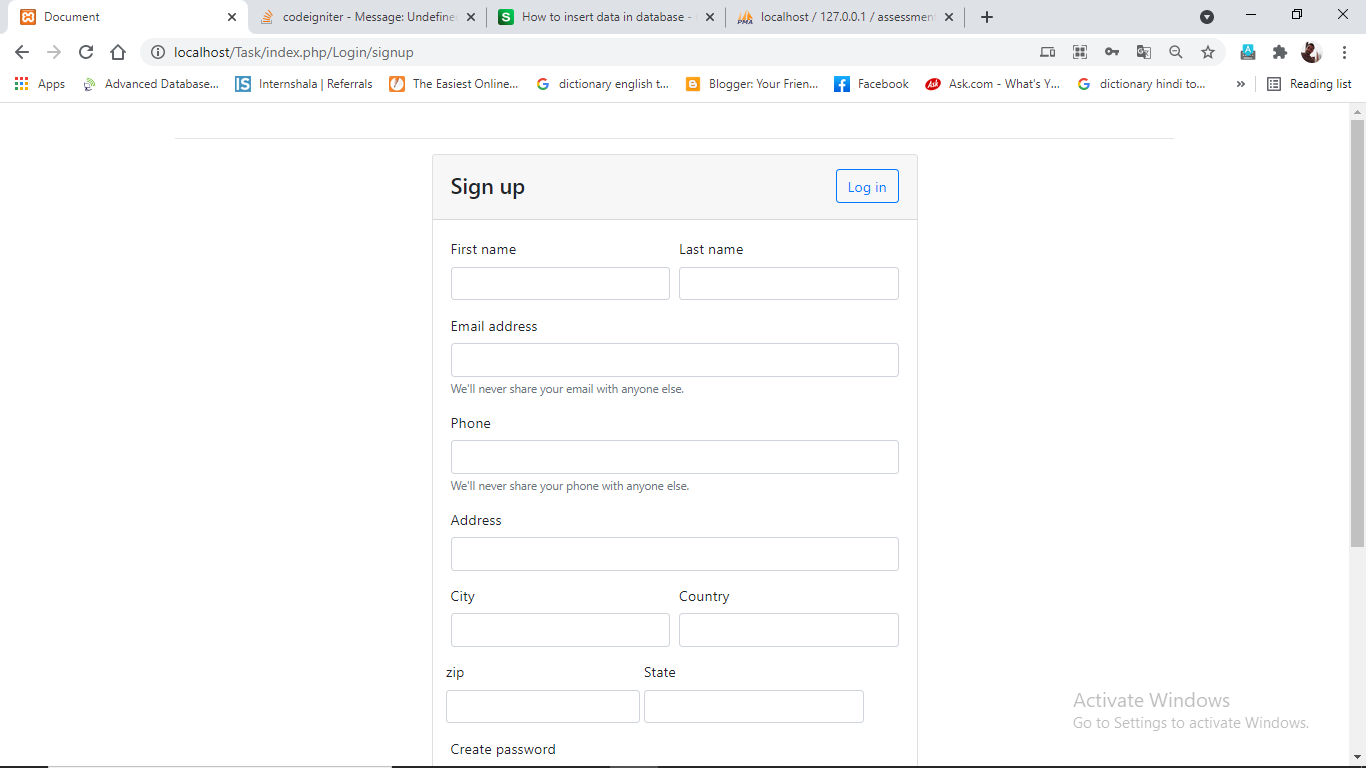 Document
codeigniter - Message: Undefine
How to insert data in database -
localhost / 127.0.0.1 / assessment
localhost/Task/index.php/Login/signup
Apps
Advanced Database...
Internshala | Referrals
The Easiest Online...
dictionary english t...
Blogger: Your Frien...
Facebook
Ask.com - What's Y...
dictionary hindi to...
»
Reading list
Sign up
Log in
First name
Last name
Email address
We'll never share your email with anyone else.
Phone
We'll never share your phone with anyone else.
Address
City
Country
zip
State
Create password
Activate Windows
Go to Settings to activate Windows.